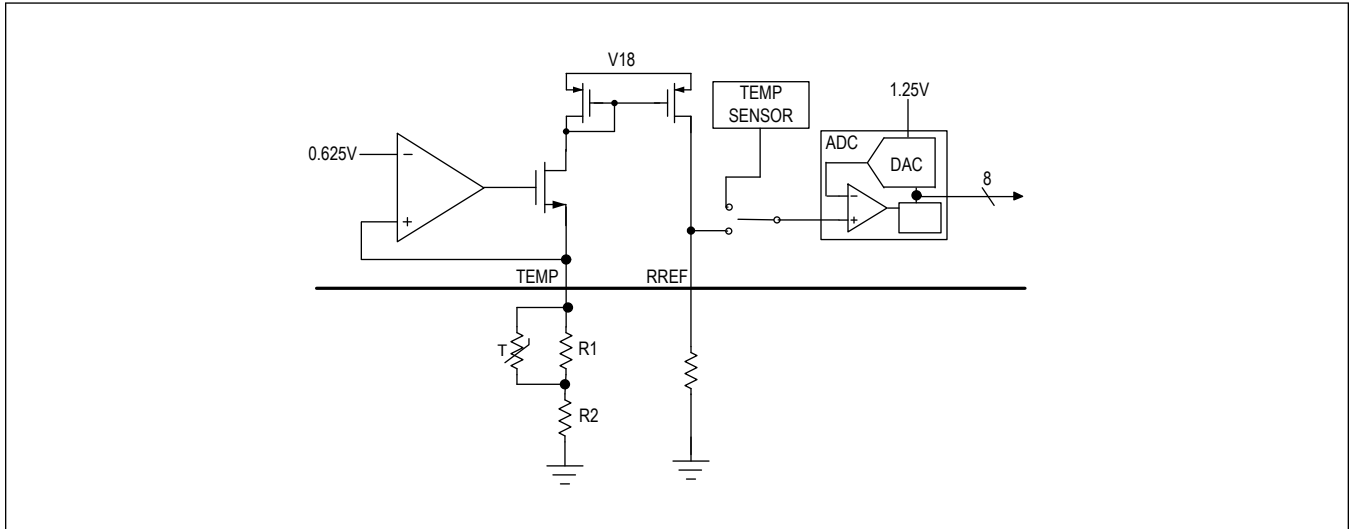 V18
TEMP
SENSOR
1.25V
ADC
DAC
8
0.625V
−
+
−
+
TEMP
RREF
T
R1
R2